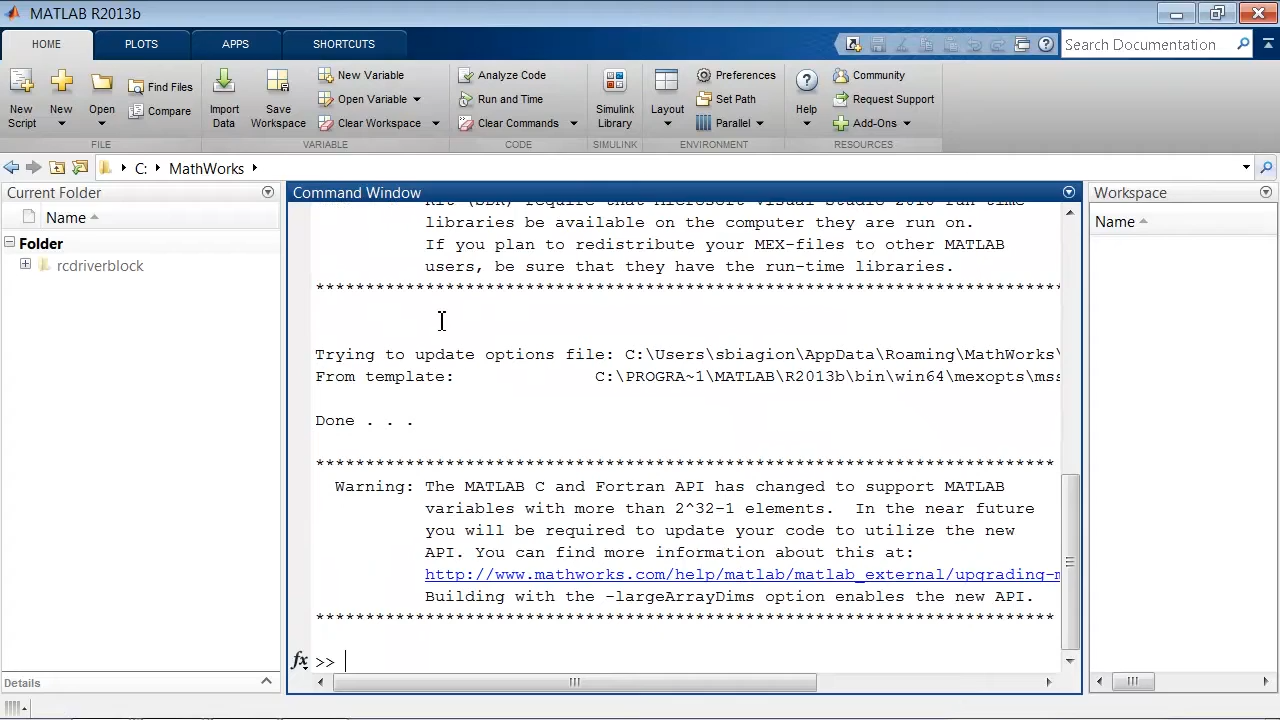 MATLAB R2013b
HOME PLOTS APPS SHORTCUTS
Search Documentation
New Script
New
Open
Find Files
Compare
FILE
Import Data
Save Workspace
New Variable
Open Variable
Clear Workspace
VARIABLE
Analyze Code
Run and Time
Clear Commands
CODE
Simulink Library
SIMULINK
Layout
Preferences
Set Path
Parallel
ENVIRONMENT
Help
Community
Request Support
Add-Ons
RESOURCES
C: MathWorks
Current Folder
Name
Folder
rcdriverblock
Details
Command Window
libraries be available on the computer they are run on.
If you plan to redistribute your MEX-files to other MATLAB
users, be sure that they have the run-time libraries.
**************************************************************************
Trying to update options file: C:\Users\sbiagion\AppData\Roaming\MathWorks\
From template: C:\PROGRA~1\MATLAB\R2013b\bin\win64\mexopts\mss
Done . . .
**************************************************************************
Warning: The MATLAB C and Fortran API has changed to support MATLAB
variables with more than 2^32-1 elements. In the near future
you will be required to update your code to utilize the new
API. You can find more information about this at:
http://www.mathworks.com/help/matlab/matlab_external/upgrading-m
Building with the -largeArrayDims option enables the new API.
**************************************************************************
fx >>
Workspace
Name